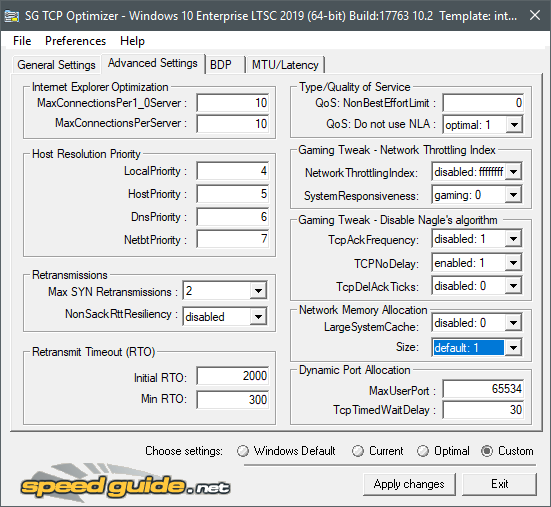 SG TCP Optimizer - Windows 10 Enterprise LTSC 2019 (64-bit) Build:17763 10.2 Template: int...
File Preferences Help
General Settings Advanced Settings BDP MTU/Latency
Internet Explorer Optimization
MaxConnectionsPer1_0Server : 10
MaxConnectionsPerServer : 10
Host Resolution Priority
LocalPriority : 4
HostPriority : 5
DnsPriority : 6
NetbtPriority : 7
Retransmissions
Max SYN Retransmissions : 2
NonSackRttResiliency : disabled
Retransmit Timeout (RTO)
Initial RTO: 2000
Min RTO: 300
Type/Quality of Service
QoS: NonBestEffortLimit : 0
QoS: Do not use NLA : optimal: 1
Gaming Tweak - Network Throttling Index
NetworkThrottlingIndex: disabled: ffffffff
SystemResponsiveness: gaming: 0
Gaming Tweak - Disable Nagle's algorithm
TcpAckFrequency: disabled: 1
TCPNoDelay: enabled: 1
TcpDelAckTicks: disabled: 0
Network Memory Allocation
LargeSystemCache: disabled: 0
Size: default: 1
Dynamic Port Allocation
MaxUserPort : 65534
TcpTimedWaitDelay : 30
Choose settings: Windows Default Current Optimal Custom
speedguide.net
Apply changes Exit